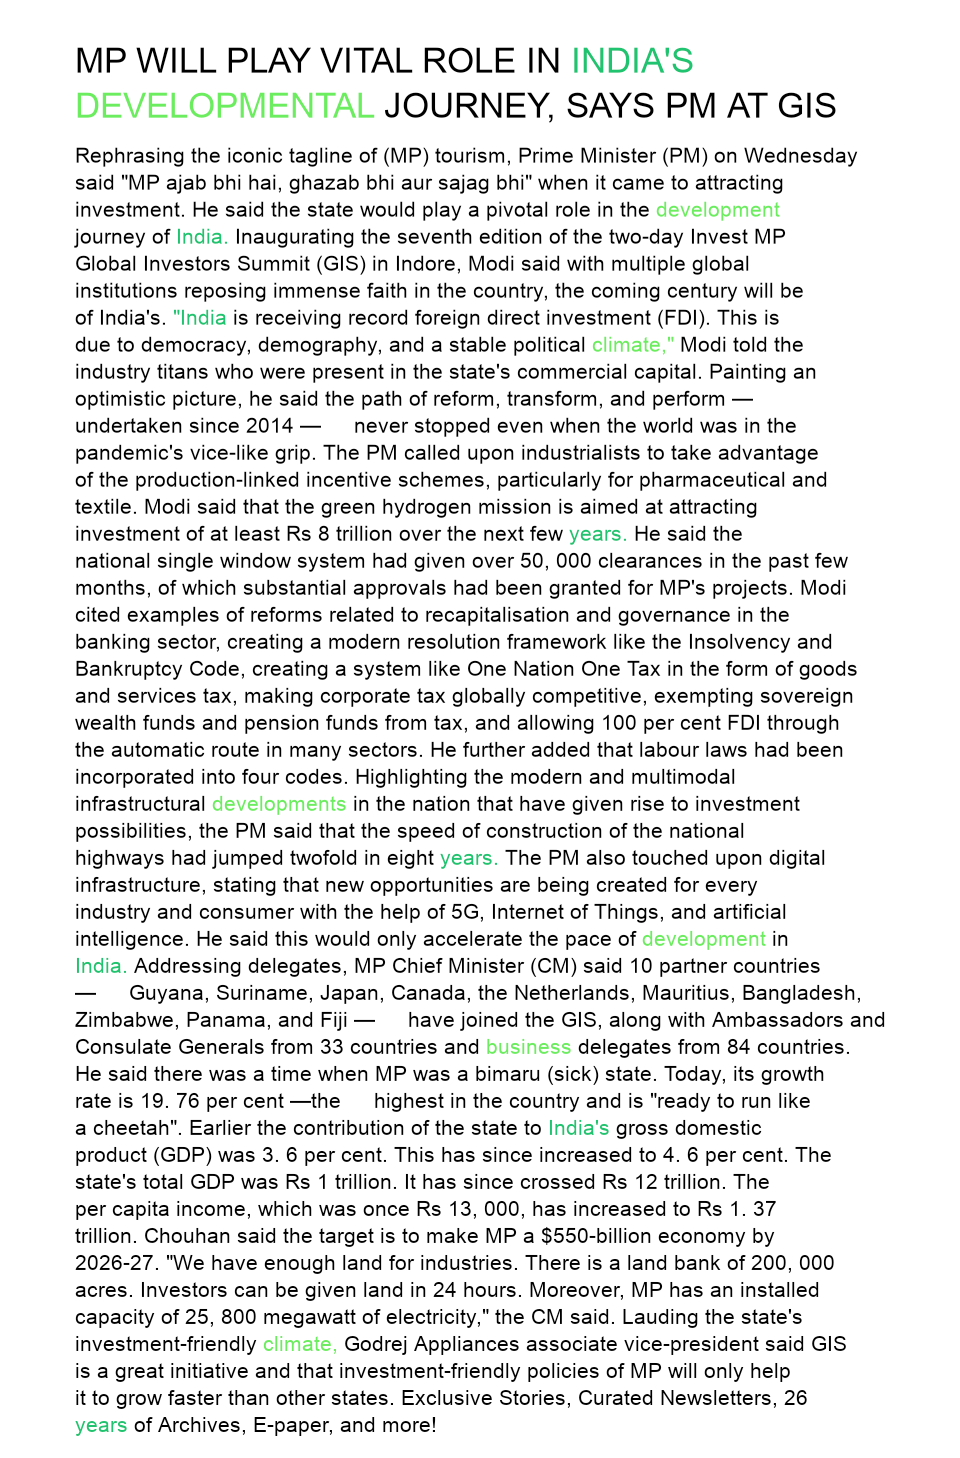 MP WILL PLAY VITAL ROLE IN INDIA'S
DEVELOPMENTAL JOURNEY, SAYS PM AT GIS
Rephrasing the iconic tagline of (MP) tourism, Prime Minister (PM) on Wednesday
said "MP ajab bhi hai, ghazab bhi aur sajag bhi" when it came to attracting
investment. He said the state would play a pivotal role in the development
journey of India. Inaugurating the seventh edition of the two-day Invest MP
Global Investors Summit (GIS) in Indore, Modi said with multiple global
institutions reposing immense faith in the country, the coming century will be
of India's. "India is receiving record foreign direct investment (FDI). This is
due to democracy, demography, and a stable political climate," Modi told the
industry titans who were present in the state's commercial capital. Painting an
optimistic picture, he said the path of reform, transform, and perform —
undertaken since 2014 — never stopped even when the world was in the
pandemic's vice-like grip. The PM called upon industrialists to take advantage
of the production-linked incentive schemes, particularly for pharmaceutical and
textile. Modi said that the green hydrogen mission is aimed at attracting
investment of at least Rs 8 trillion over the next few years. He said the
national single window system had given over 50, 000 clearances in the past few
months, of which substantial approvals had been granted for MP's projects. Modi
cited examples of reforms related to recapitalisation and governance in the
banking sector, creating a modern resolution framework like the Insolvency and
Bankruptcy Code, creating a system like One Nation One Tax in the form of goods
and services tax, making corporate tax globally competitive, exempting sovereign
wealth funds and pension funds from tax, and allowing 100 per cent FDI through
the automatic route in many sectors. He further added that labour laws had been
incorporated into four codes. Highlighting the modern and multimodal
infrastructural developments in the nation that have given rise to investment
possibilities, the PM said that the speed of construction of the national
highways had jumped twofold in eight years. The PM also touched upon digital
infrastructure, stating that new opportunities are being created for every
industry and consumer with the help of 5G, Internet of Things, and artificial
intelligence. He said this would only accelerate the pace of development in
India. Addressing delegates, MP Chief Minister (CM) said 10 partner countries
— Guyana, Suriname, Japan, Canada, the Netherlands, Mauritius, Bangladesh,
Zimbabwe, Panama, and Fiji — have joined the GIS, along with Ambassadors and
Consulate Generals from 33 countries and business delegates from 84 countries.
He said there was a time when MP was a bimaru (sick) state. Today, its growth
rate is 19. 76 per cent —the highest in the country and is "ready to run like
a cheetah". Earlier the contribution of the state to India's gross domestic
product (GDP) was 3. 6 per cent. This has since increased to 4. 6 per cent. The
state's total GDP was Rs 1 trillion. It has since crossed Rs 12 trillion. The
per capita income, which was once Rs 13, 000, has increased to Rs 1. 37
trillion. Chouhan said the target is to make MP a $550-billion economy by
2026-27. "We have enough land for industries. There is a land bank of 200, 000
acres. Investors can be given land in 24 hours. Moreover, MP has an installed
capacity of 25, 800 megawatt of electricity," the CM said. Lauding the state's
investment-friendly climate, Godrej Appliances associate vice-president said GIS
is a great initiative and that investment-friendly policies of MP will only help
it to grow faster than other states. Exclusive Stories, Curated Newsletters, 26
years of Archives, E-paper, and more!